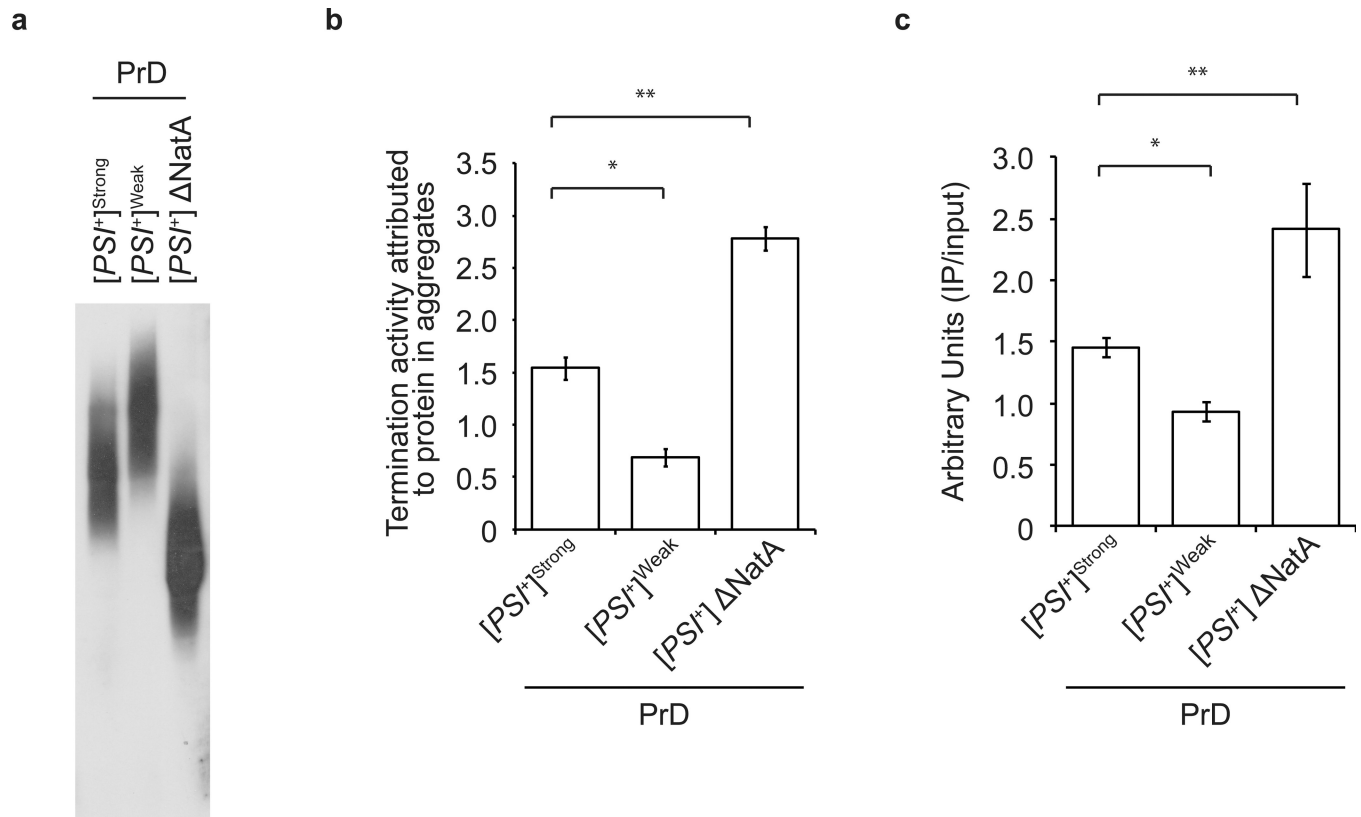 a
PrD
[PSI+]Strong
[PSI+]Weak
[PSI+] ΔNatA
b
**
*
Termination activity attributed
to protein in aggregates
3.5
3.0
2.5
2.0
1.5
1.0
0.5
0
[PSI+]Strong
[PSI+]Weak
[PSI+] ΔNatA
PrD
c
**
*
Arbitrary Units (IP/input)
3.0
2.5
2.0
1.5
1.0
0.5
0
[PSI+]Strong
[PSI+]Weak
[PSI+] ΔNatA
PrD